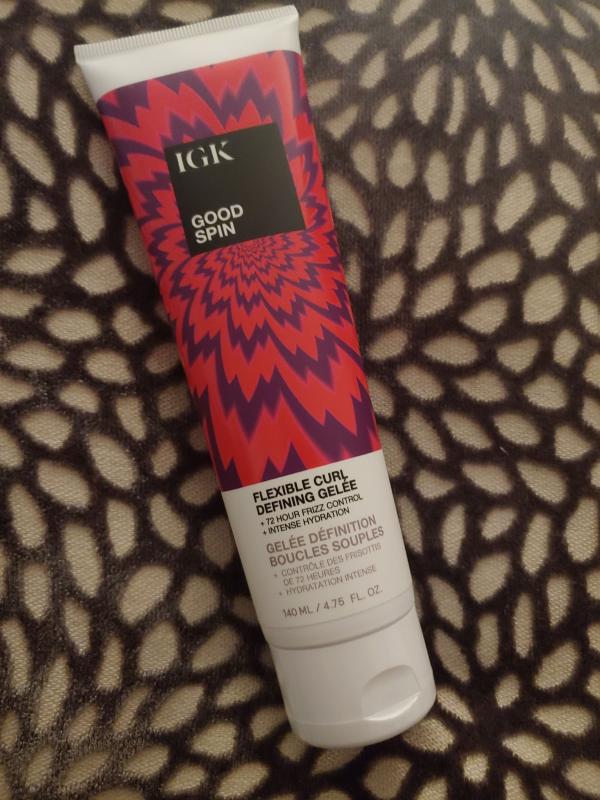 IGK
GOOD
SPIN
FLEXIBLE CURL
DEFINING GELÉE
+ 72 HOUR FRIZZ CONTROL
+ INTENSE HYDRATION
GELÉE DÉFINITION
BOUCLES SOUPLES
+ CONTRÔLE DES FRISOTTIS
DE 72 HEURES
+ HYDRATATION INTENSE
140 ML / 4.75 FL. OZ.